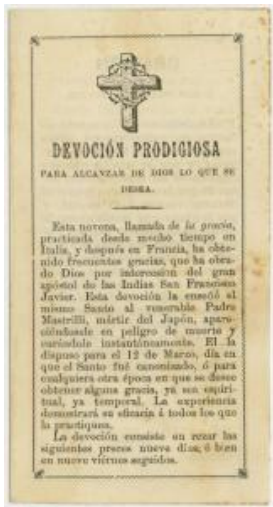 DEVOCIÓN PRODIGIOSA
PARA ALCANZAR DE DIOS LO QUE SE
DESEA.
Esta novena, llamada de la gracia,
practicada desde mucho tiempo en
Italia, y después en Francia, ha obte-
nido frecuentes gracias, que ha obra-
do Dios por intercesion del gran
apóstol de las Indias San Francisco
Javier. Esta devoción la enseñó el
mismo Santo al venerable Padre
Mastrilli, mártir del Japón, apare-
ciéndosele en peligro de muerte y
curándole instantáneamente. El la
dispuso para el 12 de Marzo, día en
que el Santo fué canonizado, ó para
cualquiera otra época en que se desee
obtener alguna gracia, ya sea espiri-
tual, ya temporal. La experiencia
demostrará su eficacia á todos los que
la practiquen.
La devoción consiste en rezar las
siguientes preces nueve días, ó bien
en nueve viérnes seguidos.